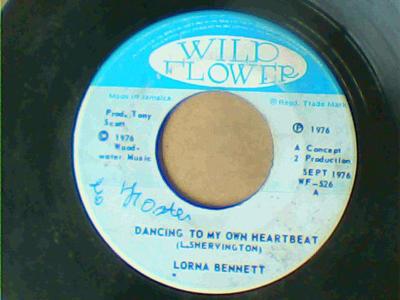 WILD
FLOWER
Made in Jamaica
® Regd. Trade Mark
Prod. Tony
Scott
© 1976
Wood-
water Music
℗ 1976
A Concept
2 Production
SEPT 1976
WF-526
A
DANCING TO MY OWN HEARTBEAT
(L.SHERVINGTON)
LORNA BENNETT